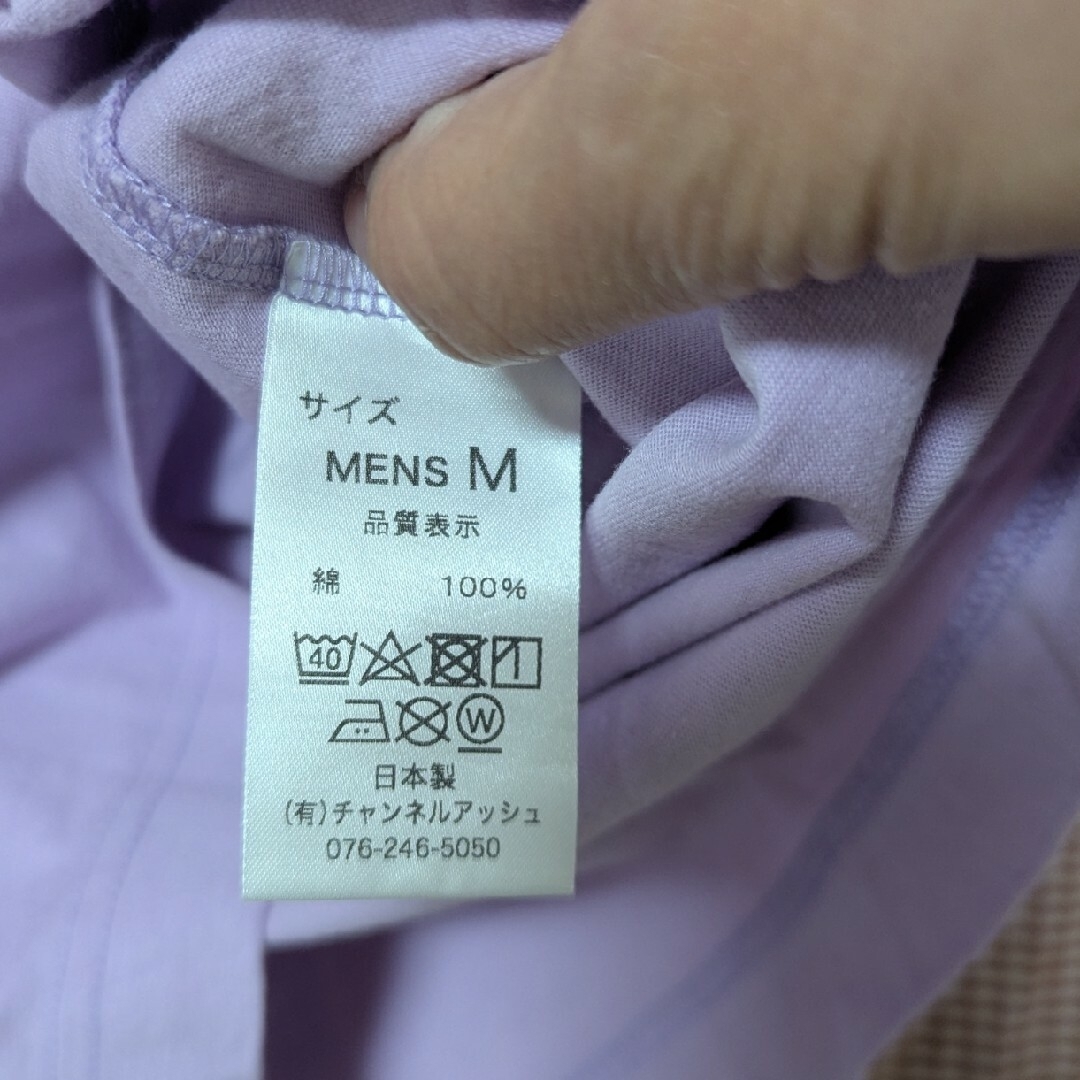 サイズ
MENS M
品質表示
綿 100%
40
W
日本製
(有)チャンネルアッシュ
076-246-5050